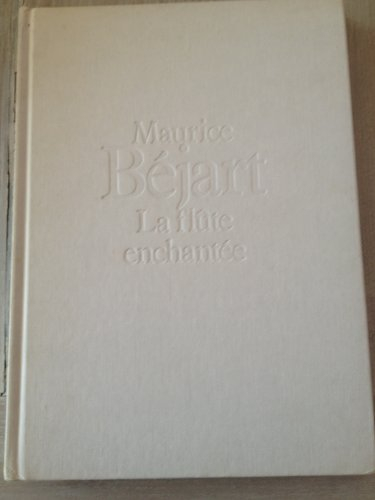 Maurice
Béjart
La flûte
enchantée